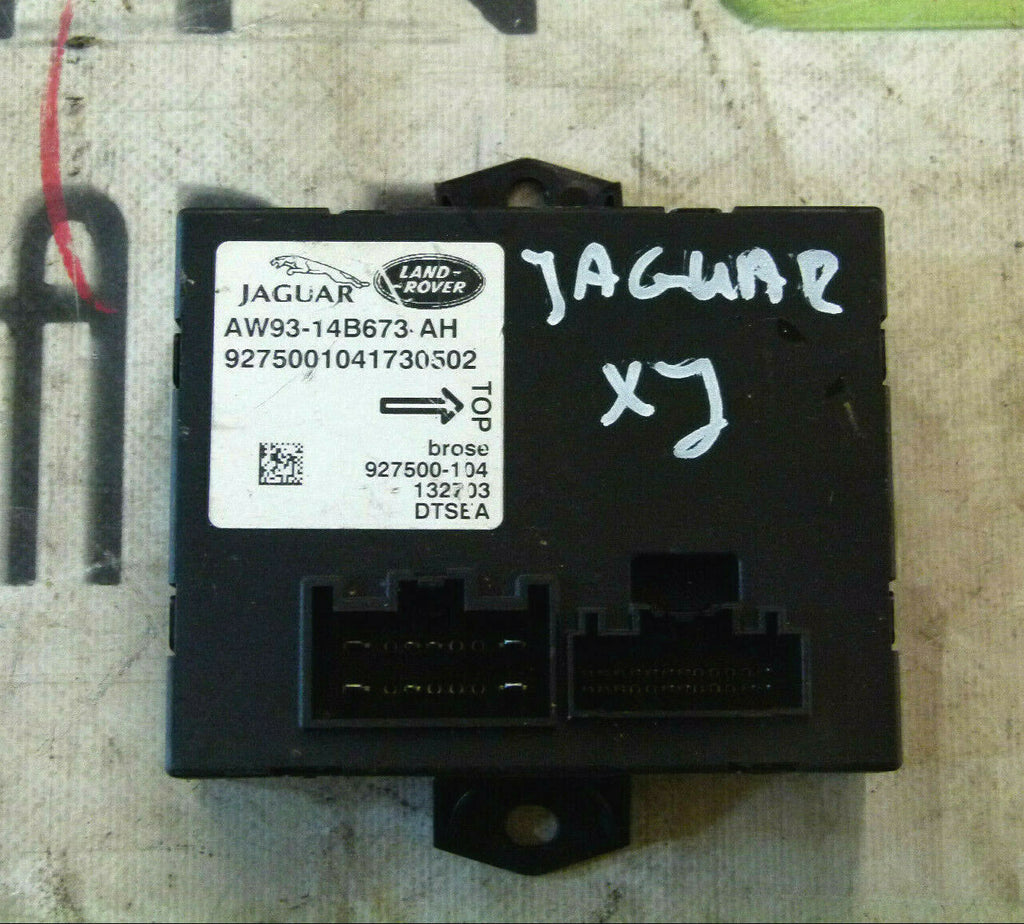 JAGUAR
LAND-
-ROVER
AW93-14B673-AH
9275001041730502
TOP
brose
927500-104
132703
DTSEA
JAGUAR
XJ